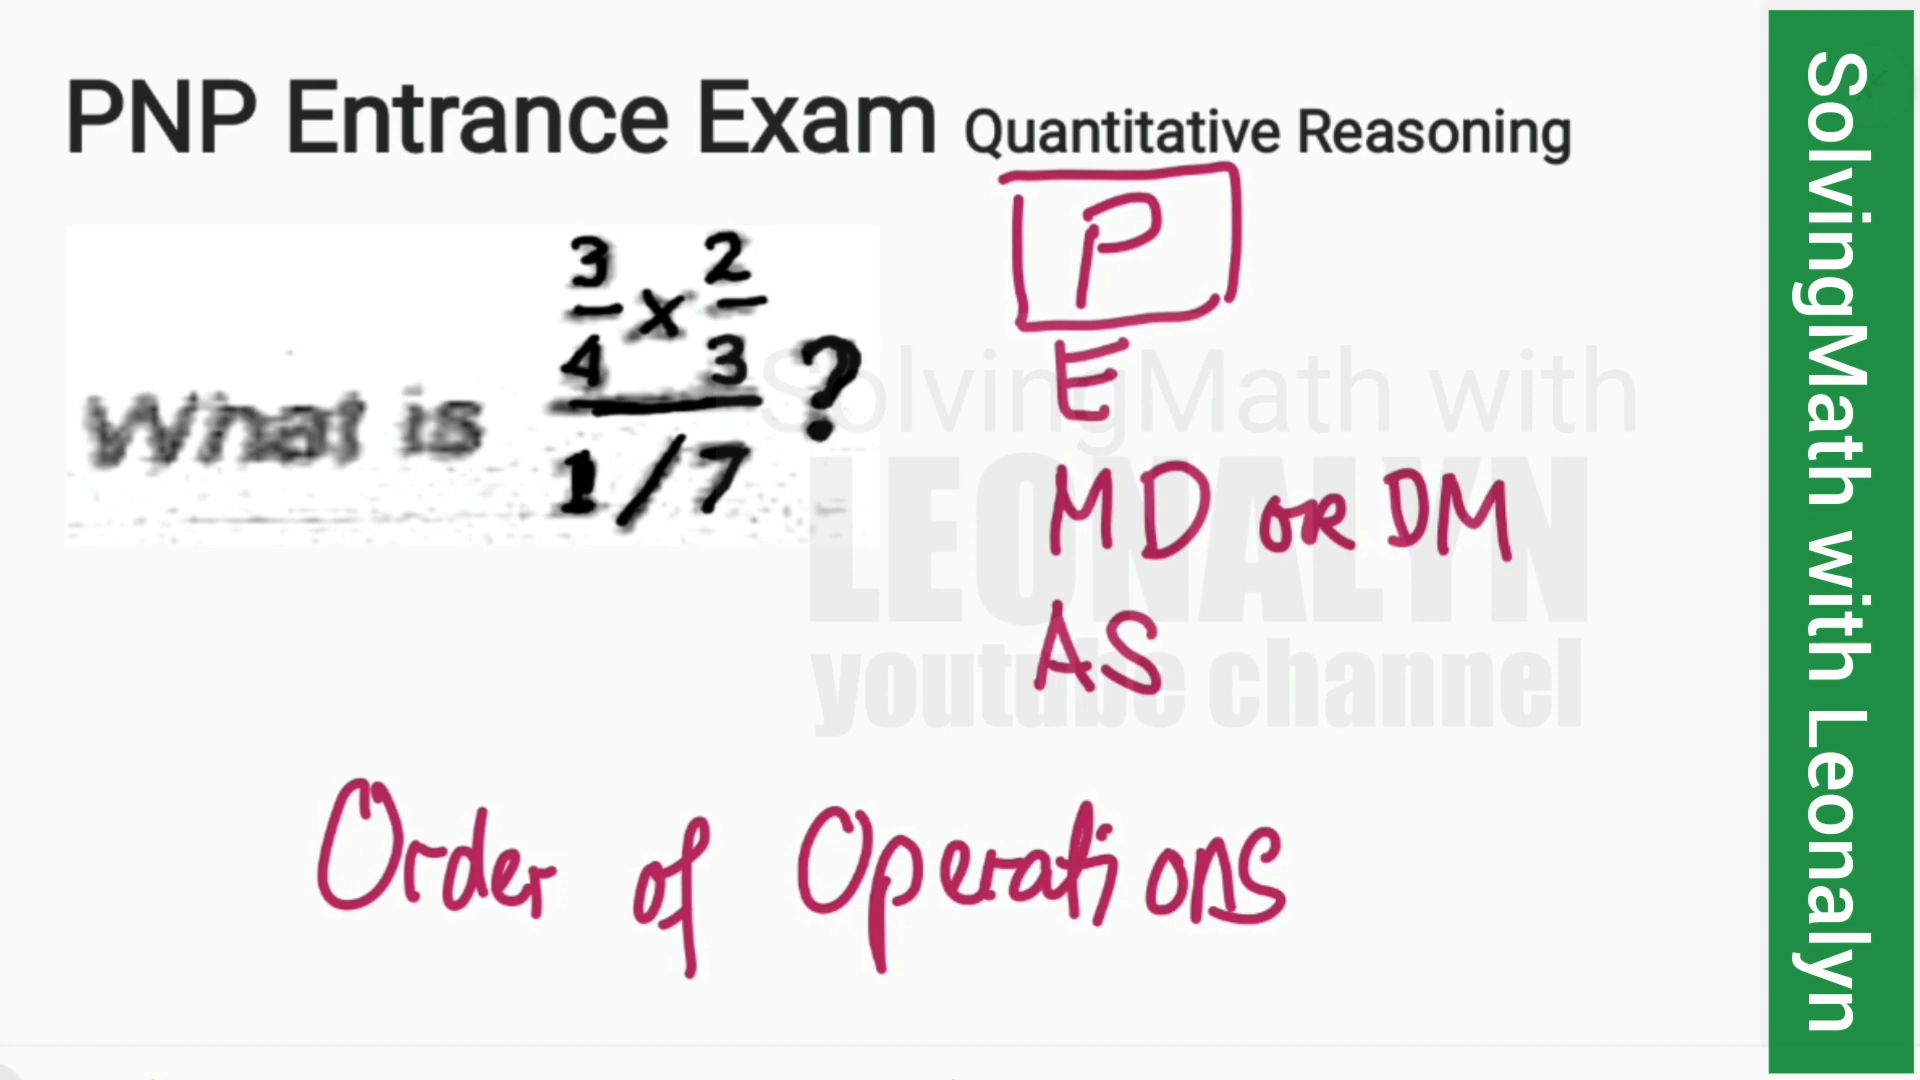 PNP Entrance Exam Quantitative Reasoning
What is 3/4 x 2/3 / 1/7 ?
P
E
MD OR DM
AS
Order of Operations
SolvingMath with
LEONALYN
youtube channel
SolvingMath with Leonalyn